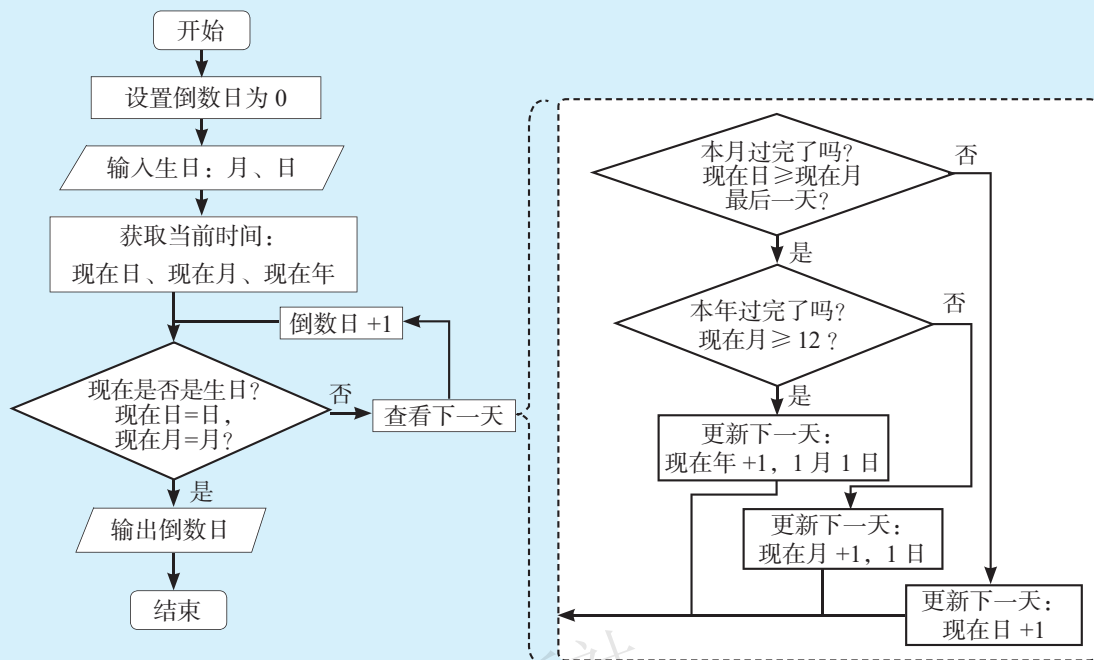 开始
设置倒数日为 0
输入生日：月、日
获取当前时间：
现在日、现在月、现在年
倒数日 +1
现在是否是生日？
现在日=日，
现在月=月？
否
查看下一天
是
输出倒数日
结束
本月过完了吗？
现在日≥现在月
最后一天？
否
是
本年过完了吗？
现在月≥ 12 ？
否
是
更新下一天：
现在年 +1，1 月 1 日
更新下一天：
现在月 +1，1 日
更新下一天：
现在日 +1